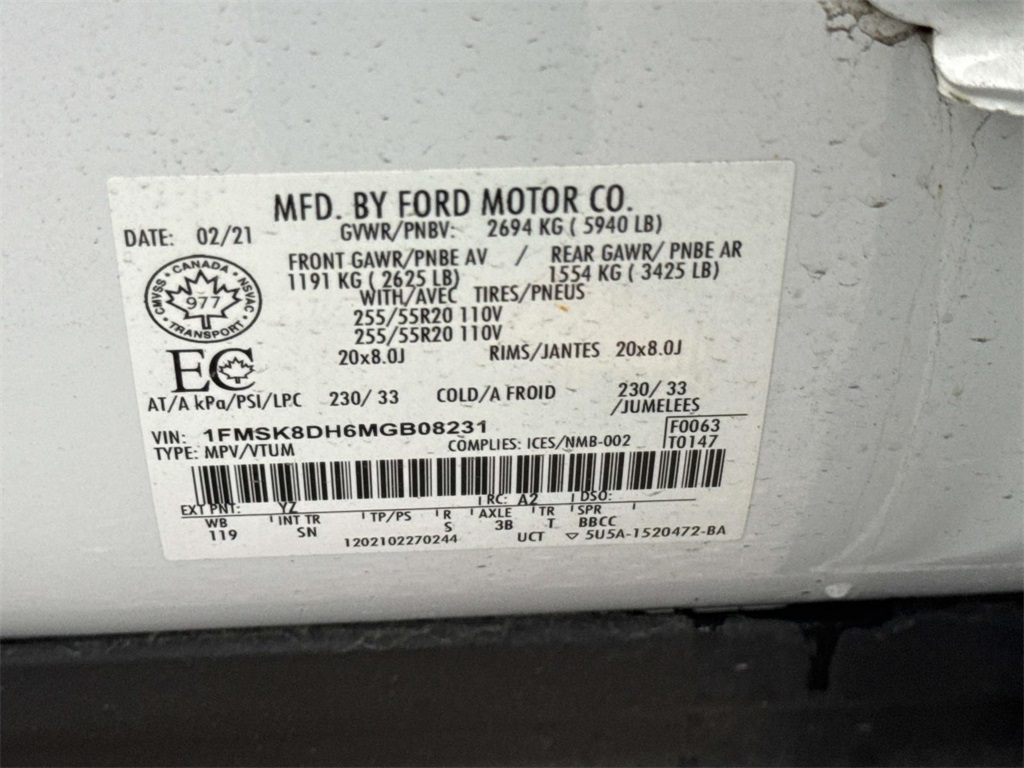 MFD. BY FORD MOTOR CO.
DATE: 02/21
GVWR/PNBV: 2694 KG ( 5940 LB)
FRONT GAWR/PNBE AV / REAR GAWR/ PNBE AR
1191 KG ( 2625 LB) 1554 KG ( 3425 LB)
WITH/AVEC TIRES/PNEUS
255/55R20 110V
255/55R20 110V
20x8.0J RIMS/JANTES 20x8.0J
CANADA
CMVSS · NSVAC
977
TRANSPORT
EC
AT/A kPa/PSI/LPC 230/ 33 COLD/A FROID 230/ 33
/JUMELEES
VIN: 1FMSK8DH6MGB08231 F0063
TYPE: MPV/VTUM COMPLIES: ICES/NMB-002 T0147
EXT PNT: YZ RC: A2 DSO:
WB INT TR TP/PS R AXLE TR SPR
119 SN S 3B T BBCC
1202102270244 UCT ▽ 5U5A-1520472-BA